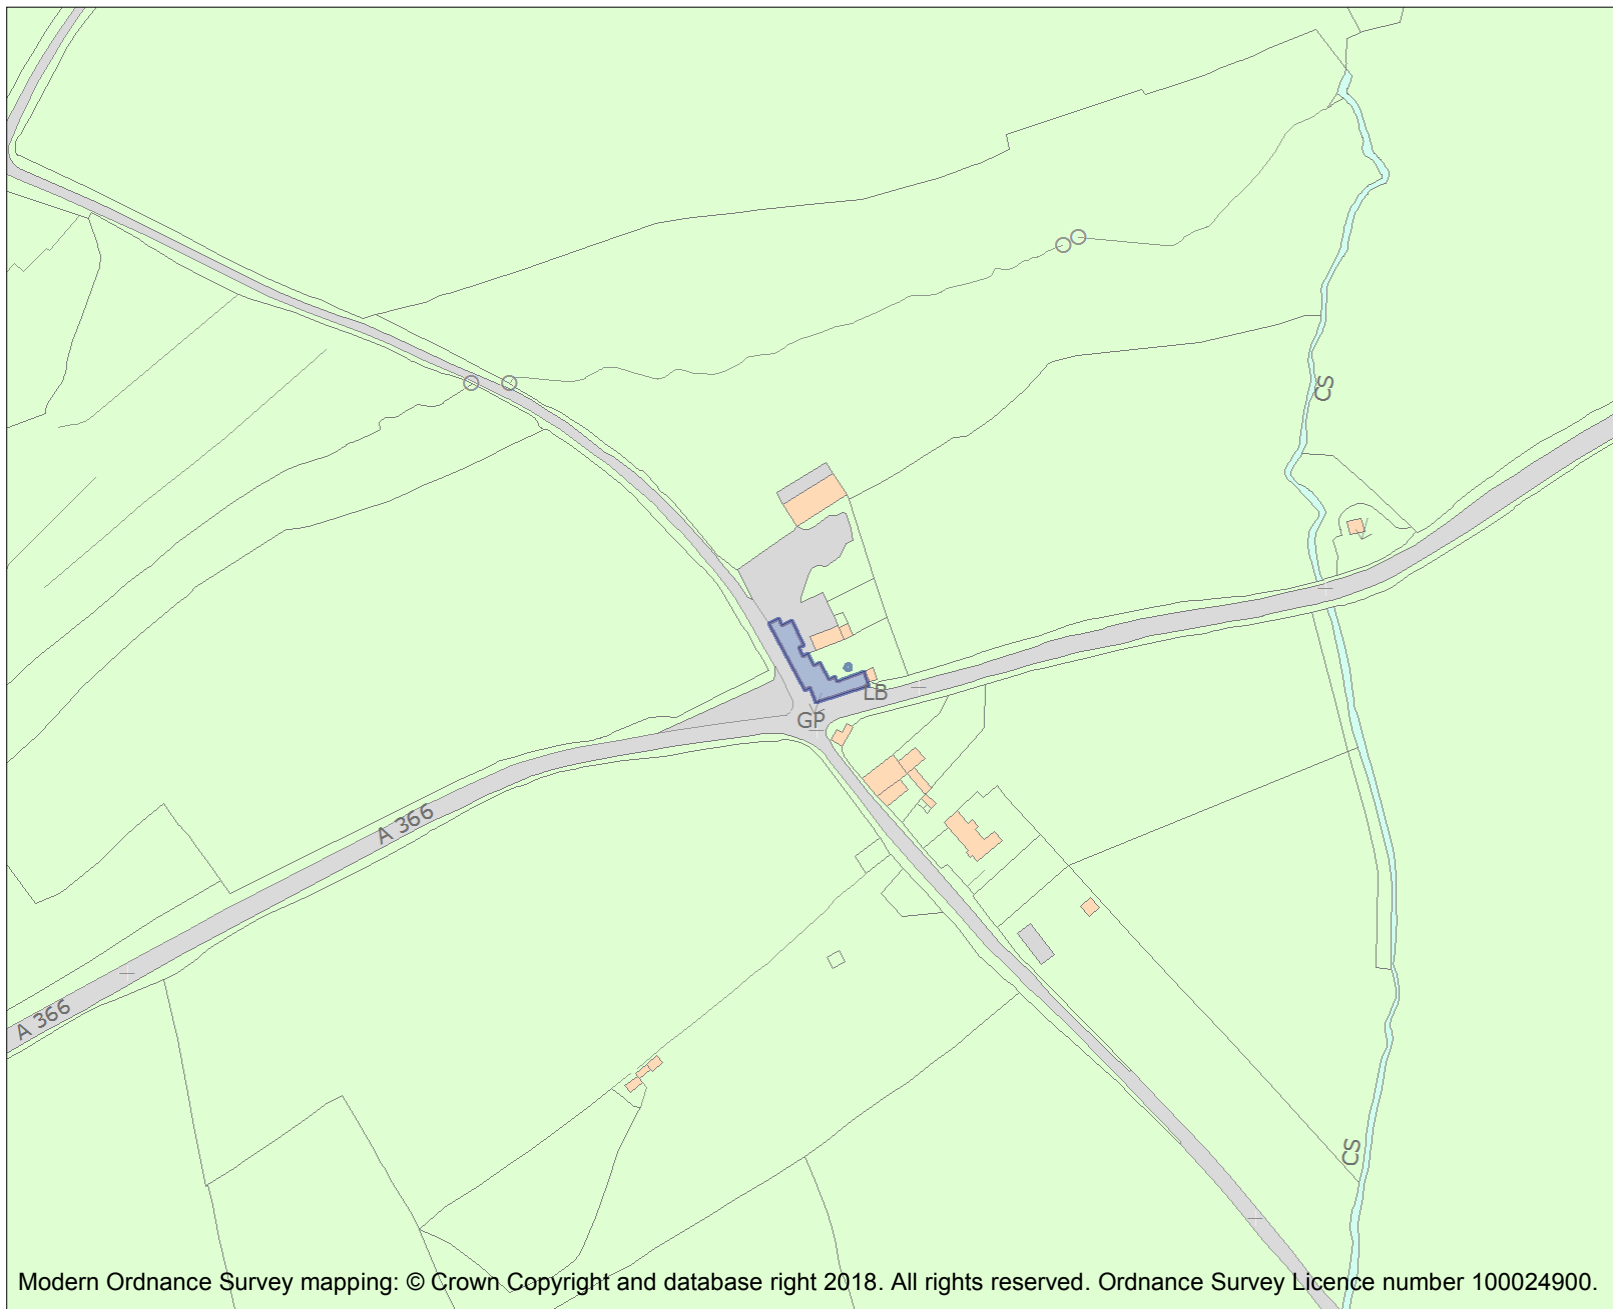 CS
LB
GP
A 366
A 366
CS
Modern Ordnance Survey mapping: © Crown Copyright and database right 2018. All rights reserved. Ordnance Survey Licence number 100024900.